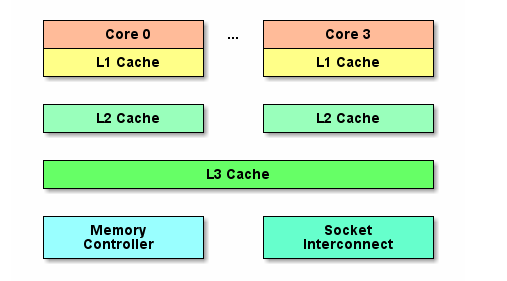 Core 0 ... Core 3
L1 Cache L1 Cache
L2 Cache L2 Cache
L3 Cache
Memory Socket
Controller Interconnect